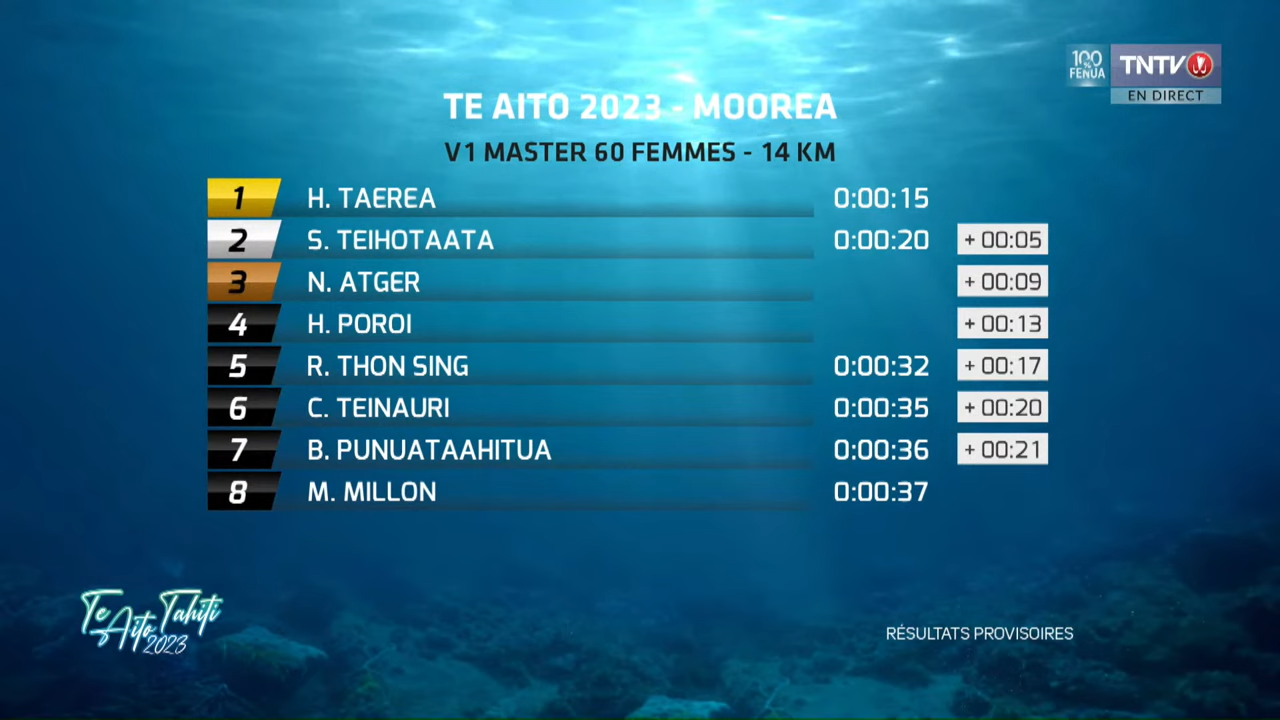 100
%
FENUA
TNTV
EN DIRECT
TE AITO 2023 - MOOREA
V1 MASTER 60 FEMMES - 14 KM
1 H. TAEREA 0:00:15
2 S. TEIHOTAATA 0:00:20 + 00:05
3 N. ATGER + 00:09
4 H. POROI + 00:13
5 R. THON SING 0:00:32 + 00:17
6 C. TEINAURI 0:00:35 + 00:20
7 B. PUNUATAAHITUA 0:00:36 + 00:21
8 M. MILLON 0:00:37
Te Aito Tahiti
2023
RÉSULTATS PROVISOIRES